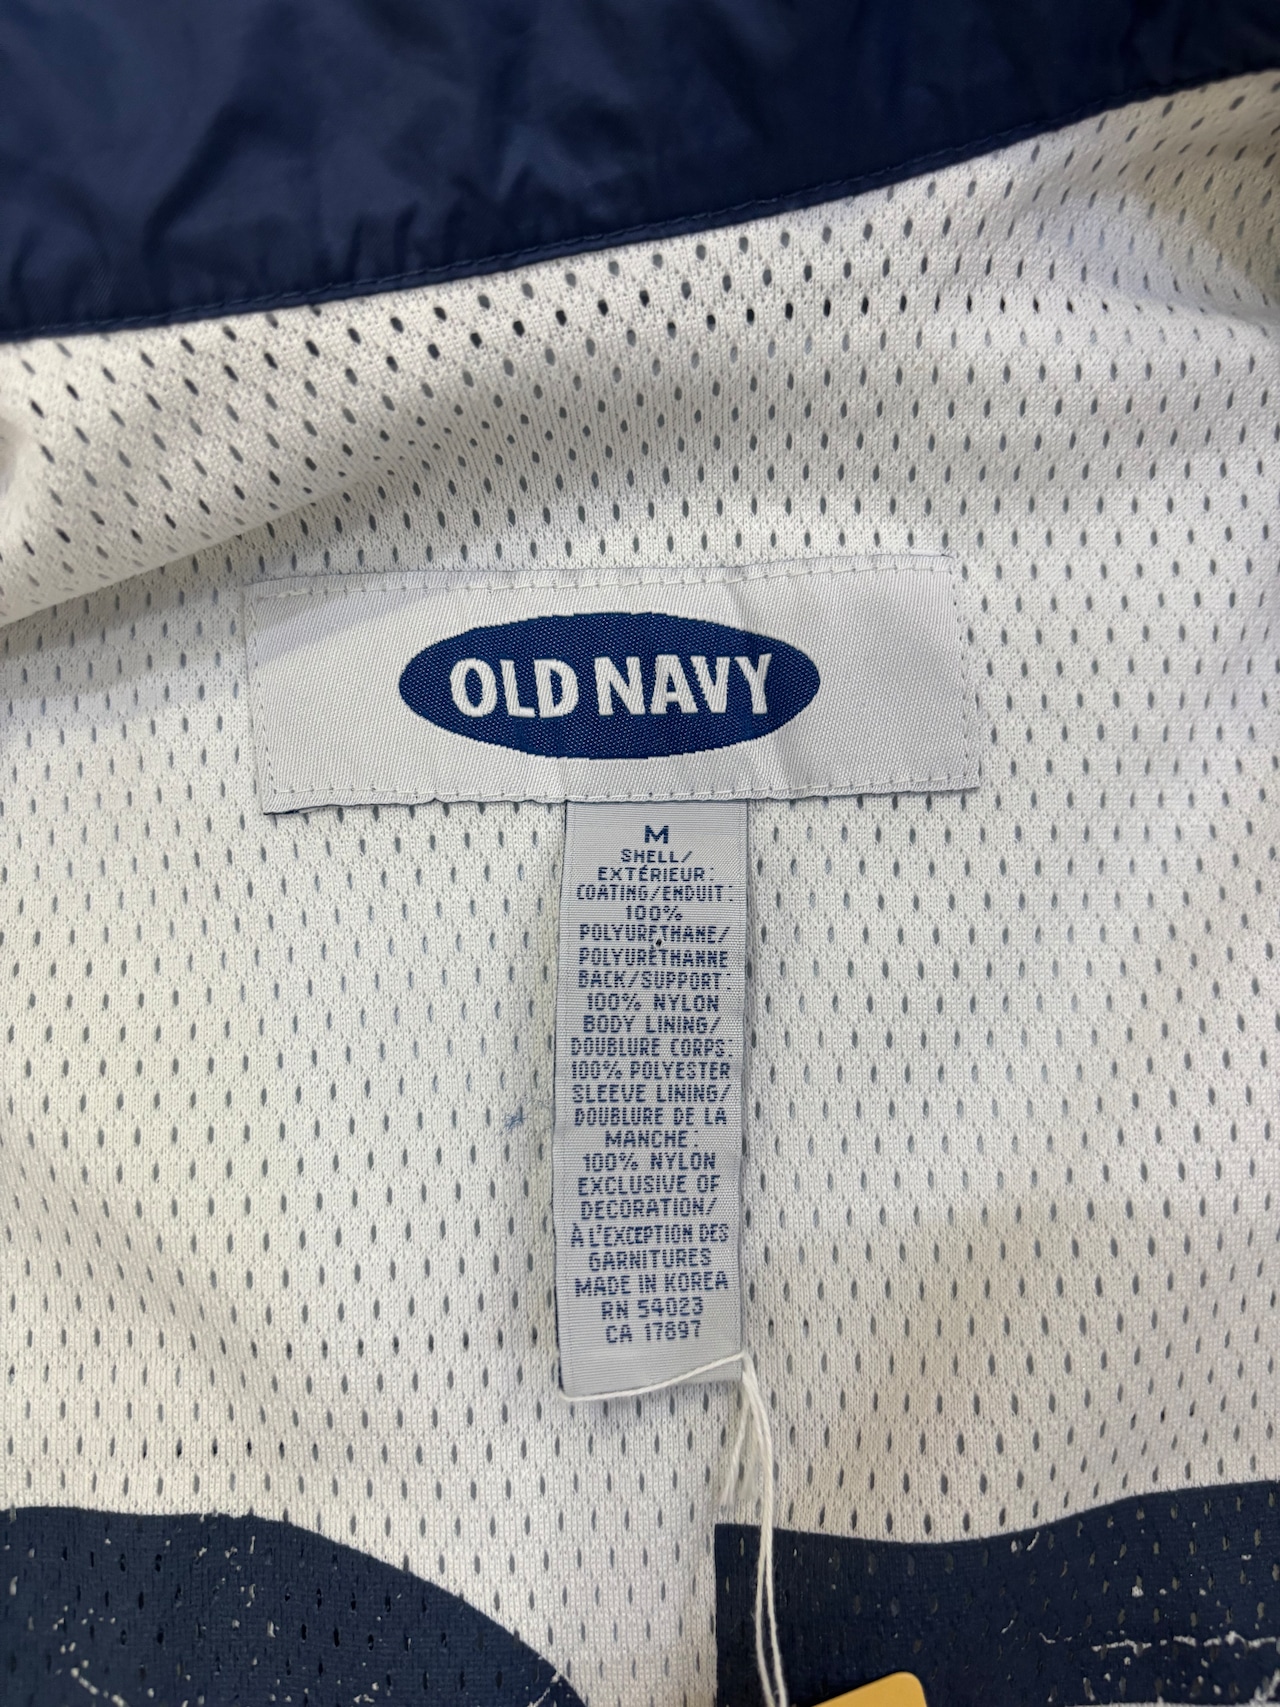 OLD NAVY
M
SHELL/
EXTÉRIEUR:
COATING/ENDUIT:
100%
POLYURETHANE/
POLYURÉTHANNE
BACK/SUPPORT:
100% NYLON
BODY LINING/
DOUBLURE CORPS:
100% POLYESTER
SLEEVE LINING/
DOUBLURE DE LA
MANCHE:
100% NYLON
EXCLUSIVE OF
DECORATION/
À L'EXCEPTION DES
GARNITURES
MADE IN KOREA
RN 54023
CA 17897